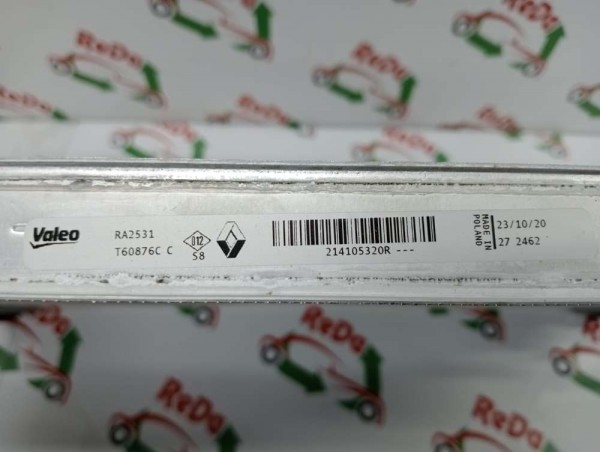 ReDa
ReDa
ReDa
Valeo
RA2531
T60876C C
012
S8
214105320R ---
MADE IN
POLAND
23/10/20
27 2462
ReDa
ReDa
ReDa